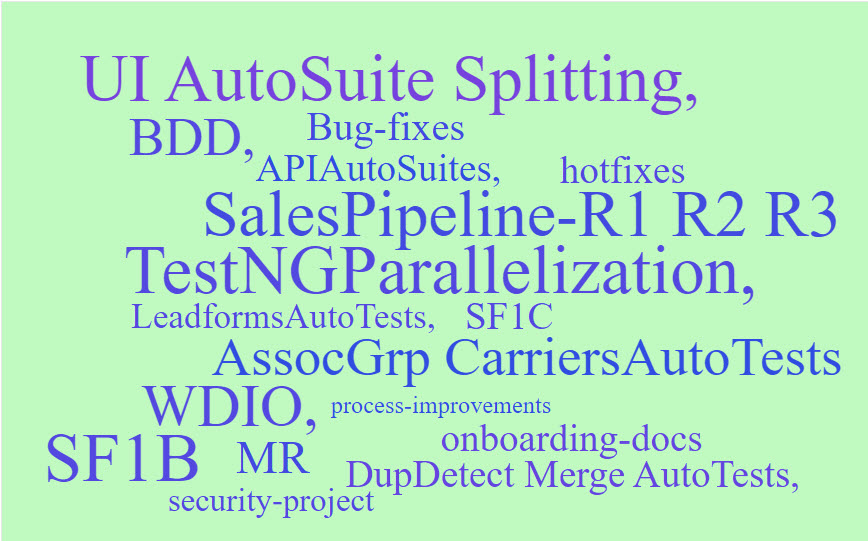 UI AutoSuite Splitting,
BDD, Bug-fixes
APIAutoSuites, hotfixes
SalesPipeline-R1 R2 R3
TestNGParallelization,
LeadformsAutoTests, SF1C
AssocGrp CarriersAutoTests
WDIO, process-improvements
SF1B MR onboarding-docs
DupDetect Merge AutoTests,
security-project